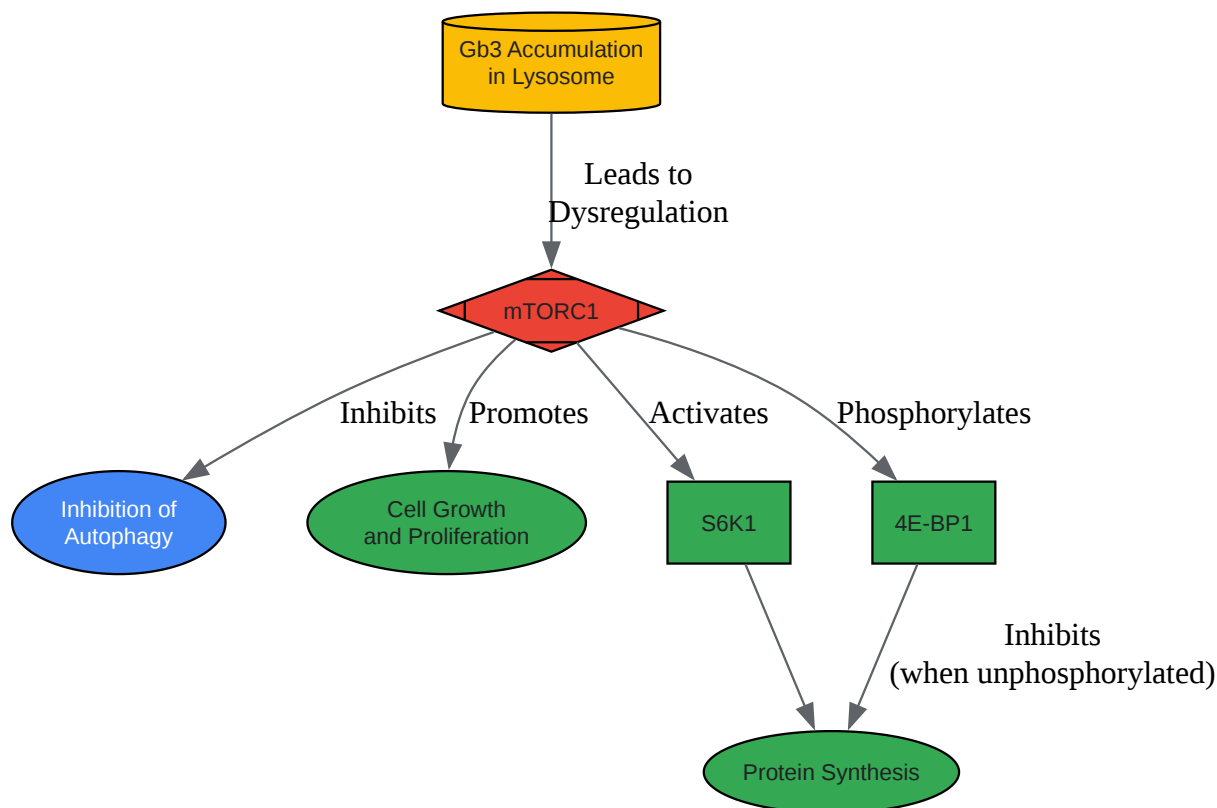 Gb3 Accumulation
in Lysosome
Leads to
Dysregulation
mTORC1
Inhibits
Promotes
Activates
Phosphorylates
Inhibition of
Autophagy
Cell Growth
and Proliferation
S6K1
4E-BP1
Inhibits
(when unphosphorylated)
Protein Synthesis